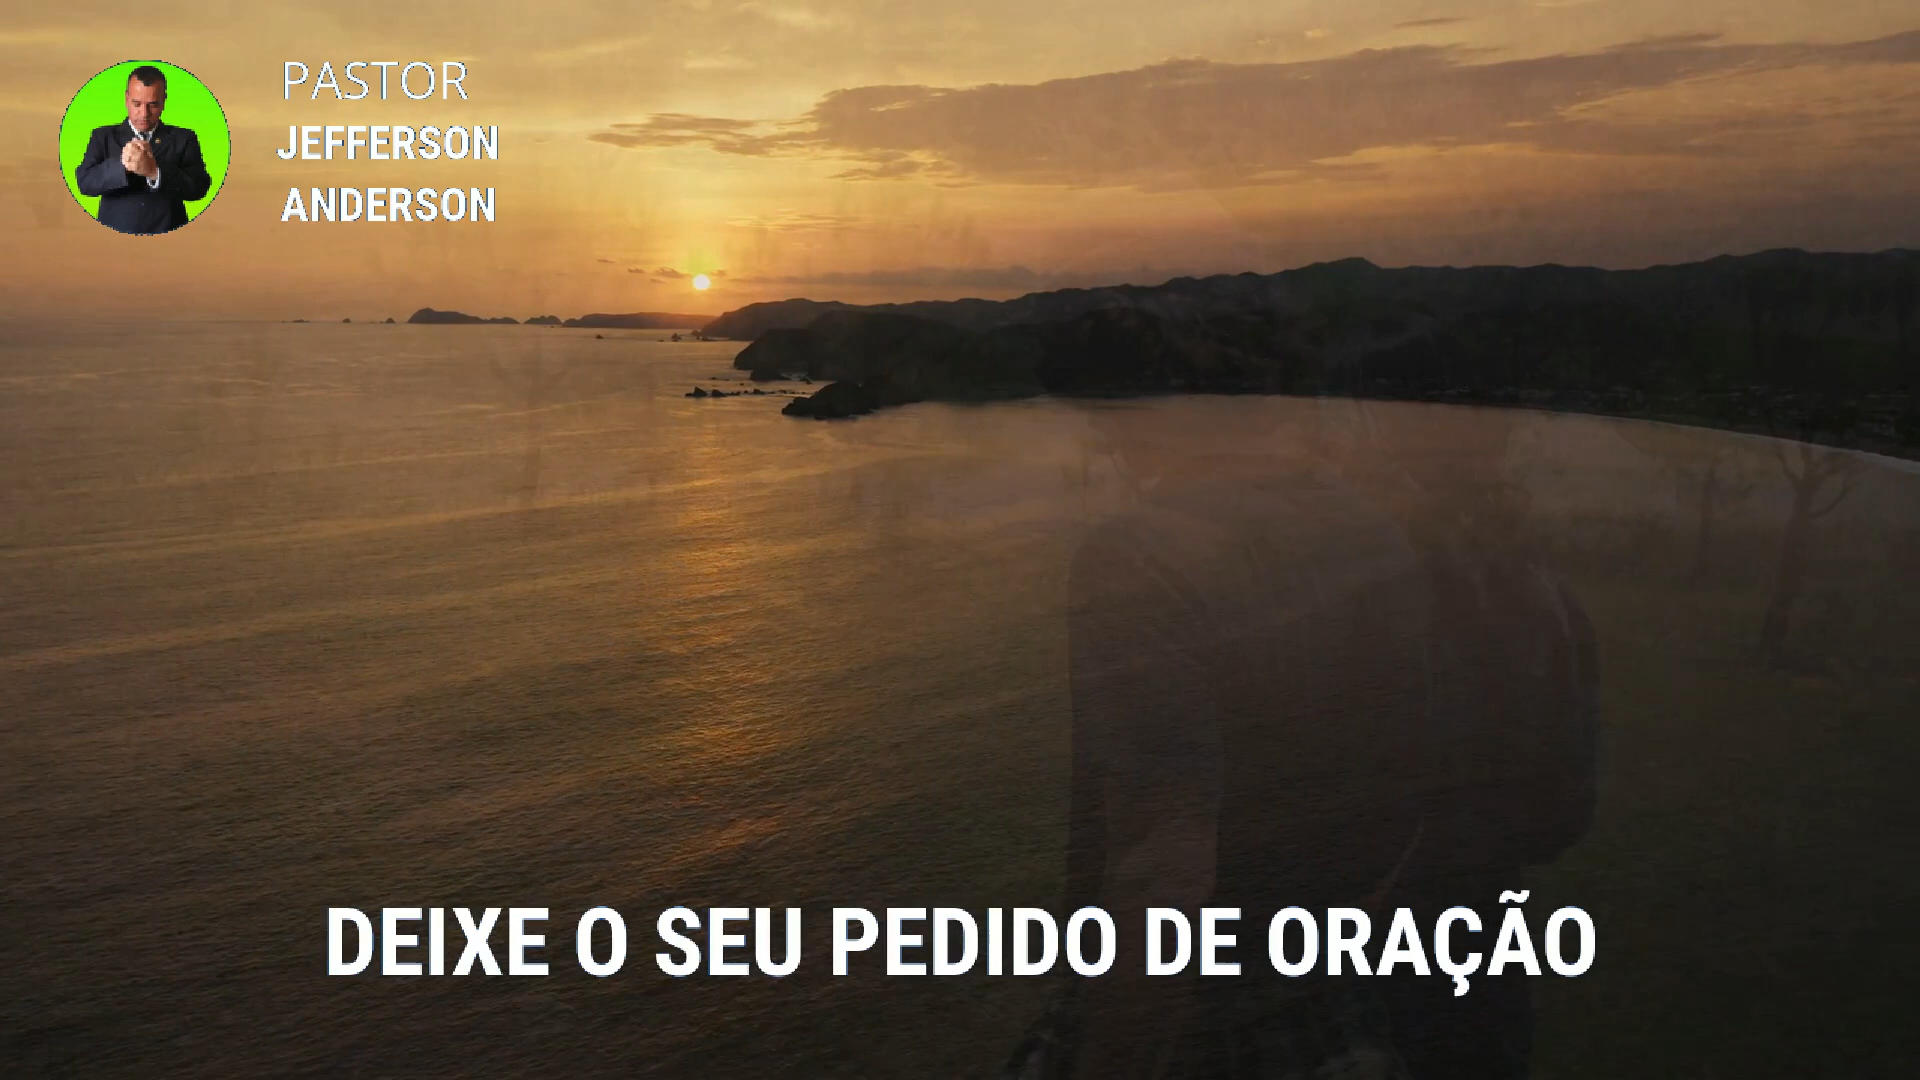 PASTOR
JEFFERSON
ANDERSON
DEIXE O SEU PEDIDO DE ORAÇÃO